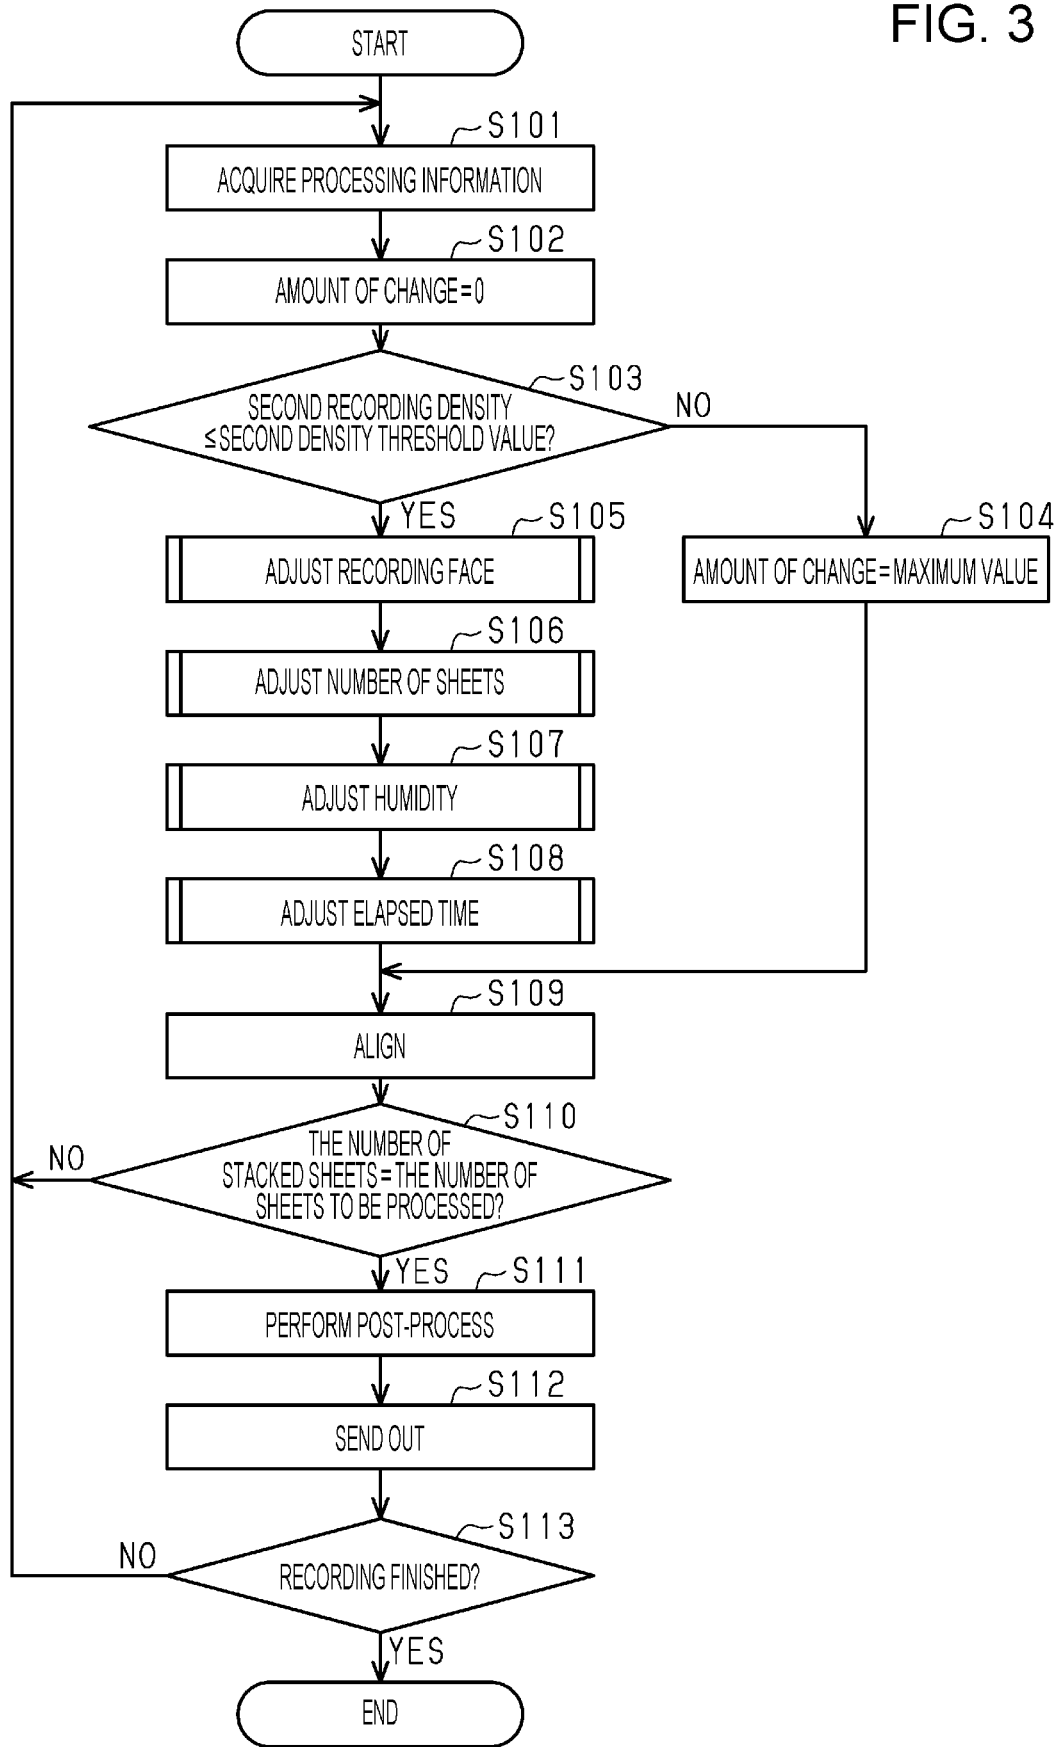 FIG. 3
START
S101
ACQUIRE PROCESSING INFORMATION
S102
AMOUNT OF CHANGE=0
S103
SECOND RECORDING DENSITY
≤SECOND DENSITY THRESHOLD VALUE?
NO
YES
S105
ADJUST RECORDING FACE
S104
AMOUNT OF CHANGE=MAXIMUM VALUE
S106
ADJUST NUMBER OF SHEETS
S107
ADJUST HUMIDITY
S108
ADJUST ELAPSED TIME
S109
ALIGN
S110
THE NUMBER OF
STACKED SHEETS=THE NUMBER OF
SHEETS TO BE PROCESSED?
NO
YES
S111
PERFORM POST-PROCESS
S112
SEND OUT
S113
RECORDING FINISHED?
NO
YES
END